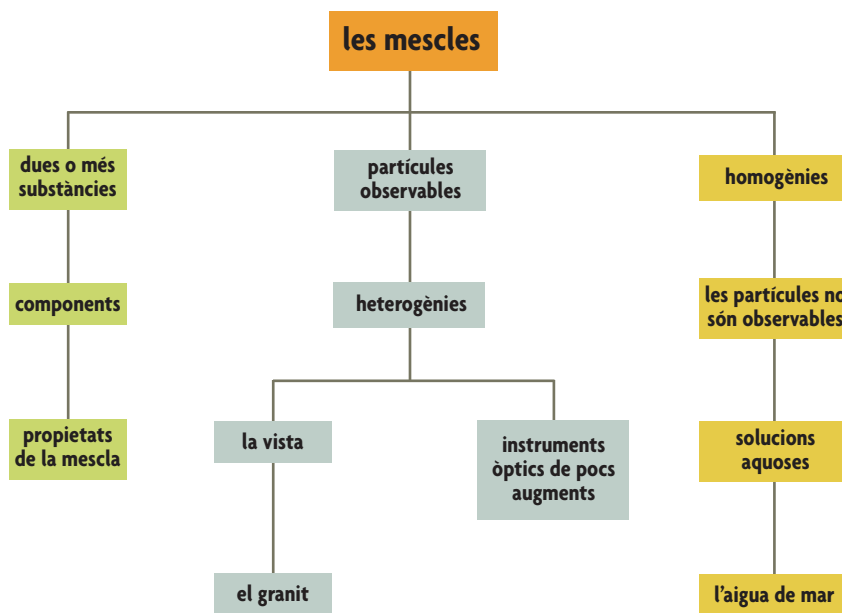 les mescles
dues o més
substàncies
partícules
observables
homogènies
components
heterogènies
les partícules no
són observables
propietats
de la mescla
la vista
instruments
òptics de pocs
augments
solucions
aquoses
el granit
l'aigua de mar